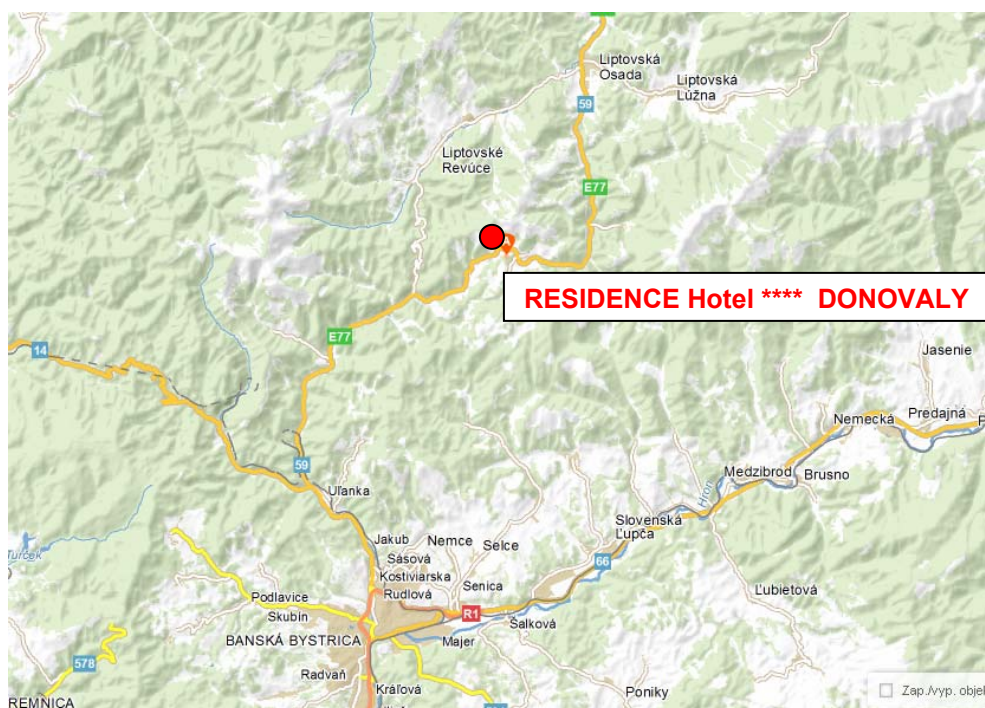 Liptovská
Osada
Liptovská
Lúžna
59
Liptovské
Revúce
E77
RESIDENCE Hotel **** DONOVALY
E77
14
Jasenie
Nemecká
Predajná
59
Medzibrod
Brusno
Uľanka
Hron
Slovenská
Ľupča
Jakub
Nemce
Selce
Turček
Sásová
66
Kostiviarska
Senica
Podlavice
Rudlová
Ľubietová
Skubín
R1
Šalková
BANSKÁ BYSTRICA
Majer
578
Radvaň
Kráľová
Poniky
REMNICA
Zap./vyp. objek